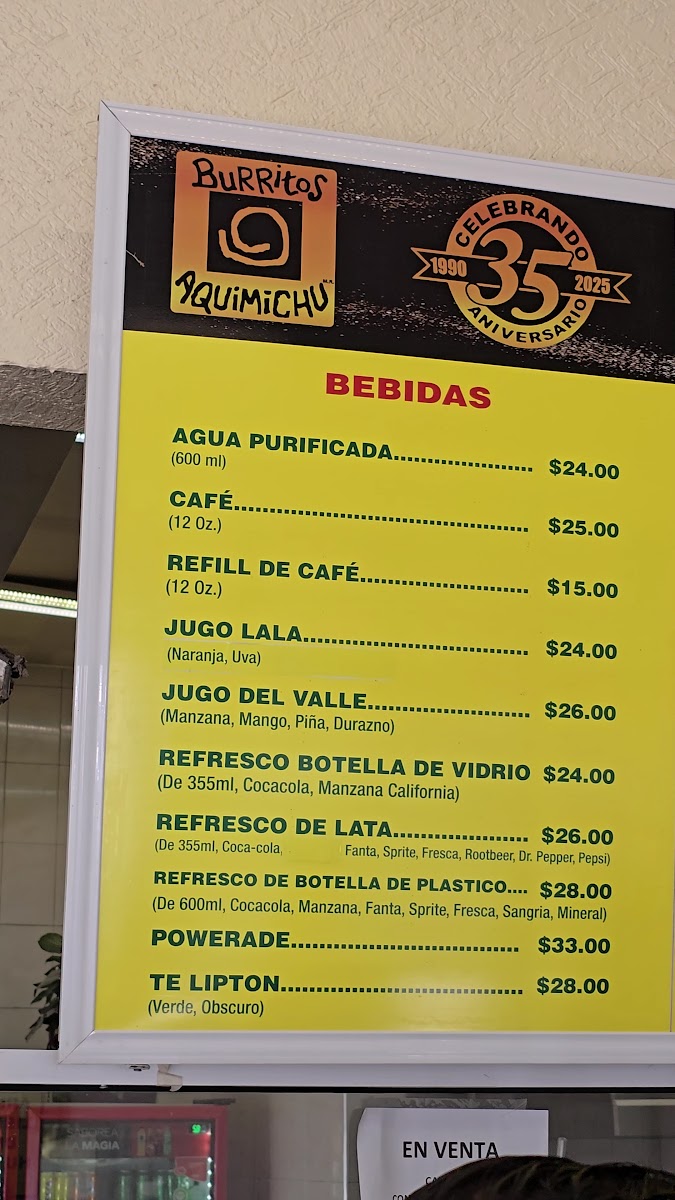 BURRitOS
AQUiMiCHU M.R.
CELEBRANDO
1990 35 2025
ANIVERSARIO
BEBIDAS
AGUA PURIFICADA..................... $24.00
(600 ml)
CAFÉ............................................ $25.00
(12 Oz.)
REFILL DE CAFÉ......................... $15.00
(12 Oz.)
JUGO LALA.................................. $24.00
(Naranja, Uva)
JUGO DEL VALLE........................ $26.00
(Manzana, Mango, Piña, Durazno)
REFRESCO BOTELLA DE VIDRIO $24.00
(De 355ml, Cocacola, Manzana California)
REFRESCO DE LATA.................... $26.00
(De 355ml, Coca-cola, Fanta, Sprite, Fresca, Rootbeer, Dr. Pepper, Pepsi)
REFRESCO DE BOTELLA DE PLASTICO.... $28.00
(De 600ml, Cocacola, Manzana, Fanta, Sprite, Fresca, Sangria, Mineral)
POWERADE.................................. $33.00
TE LIPTON.................................... $28.00
(Verde, Obscuro)
SABOREA
LA MAGIA
EN VENTA